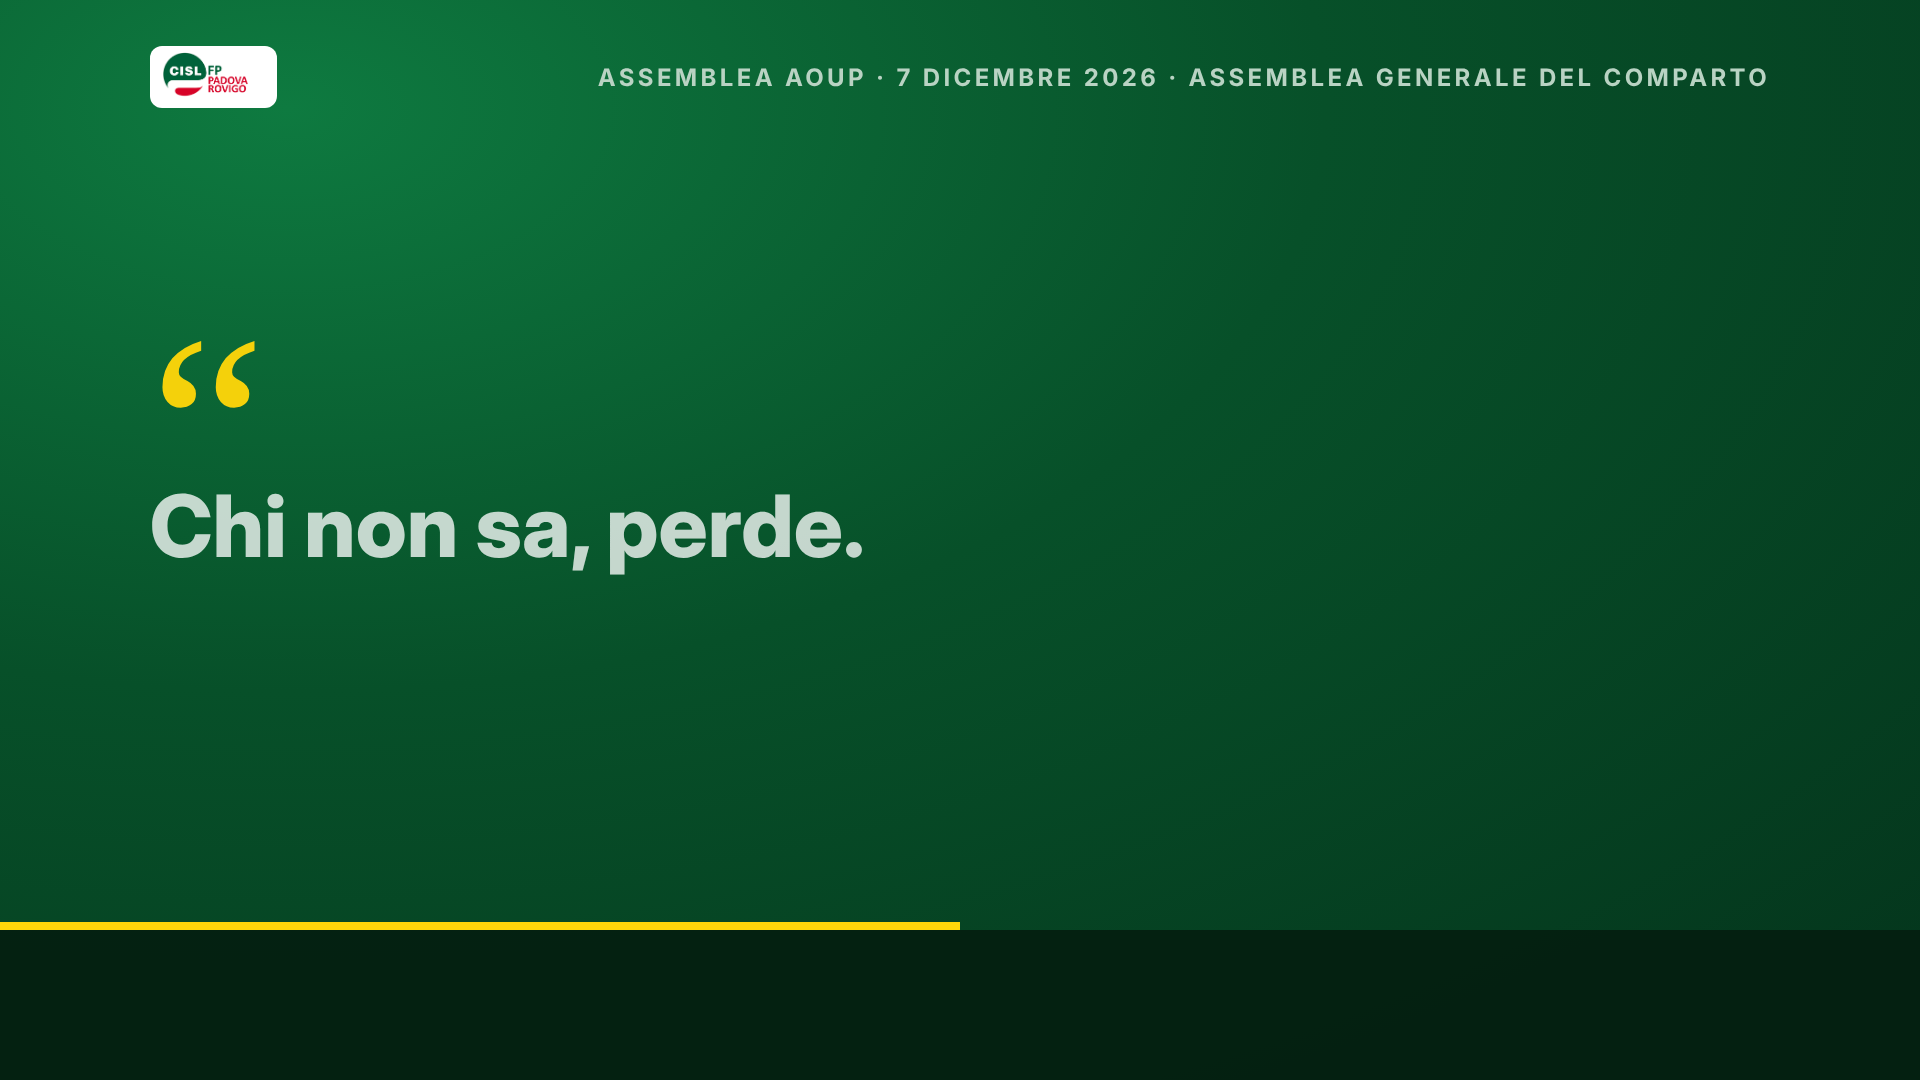 CISL FP
PADOVA
ROVIGO
ASSEMBLEA AOUP · 7 DICEMBRE 2026 · ASSEMBLEA GENERALE DEL COMPARTO
“
Chi non sa, perde.